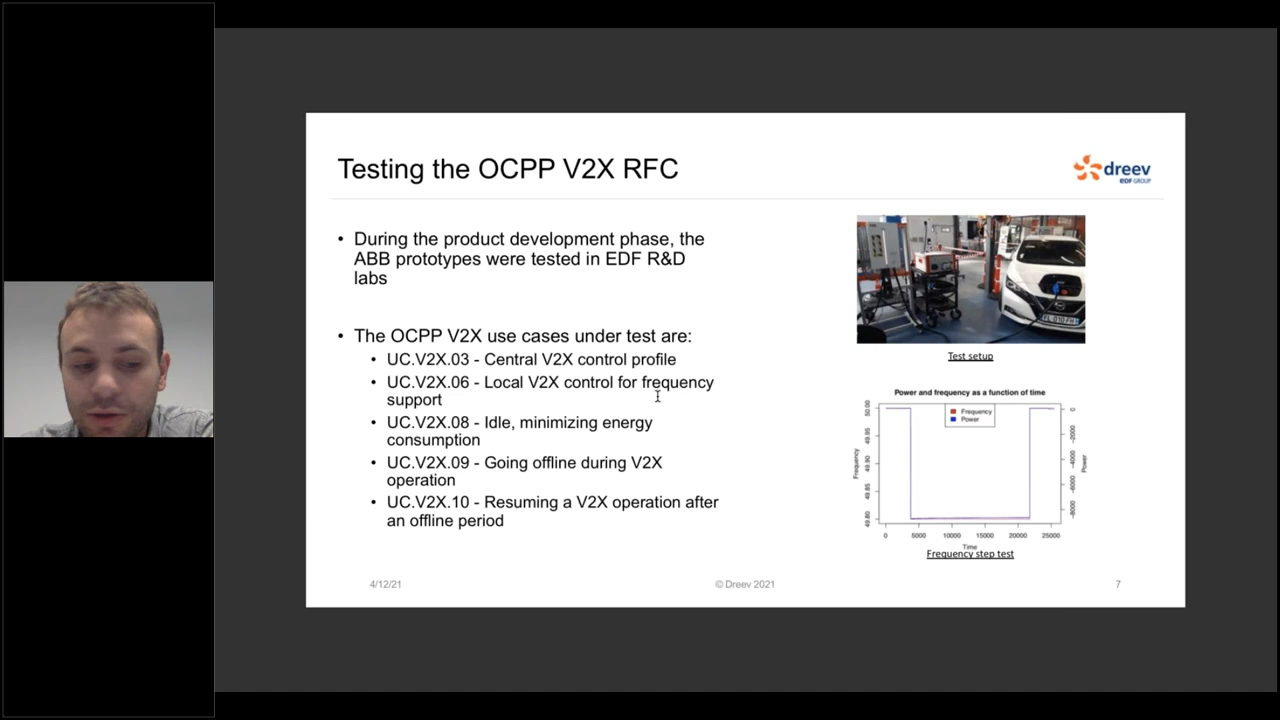 Testing the OCPP V2X RFC
dreev
EDF GROUP
• During the product development phase, the
ABB prototypes were tested in EDF R&D
labs
• The OCPP V2X use cases under test are:
• UC.V2X.03 - Central V2X control profile
• UC.V2X.06 - Local V2X control for frequency
support
• UC.V2X.08 - Idle, minimizing energy
consumption
• UC.V2X.09 - Going offline during V2X
operation
• UC.V2X.10 - Resuming a V2X operation after
an offline period
Test setup
Power and frequency as a function of time
Frequency
Power
Frequency
50.00
49.95
49.90
49.85
49.80
0
-2000
-4000
-6000
-8000
Power
0 5000 10000 15000 20000 25000
Time
Frequency step test
4/12/21
© Dreev 2021
7